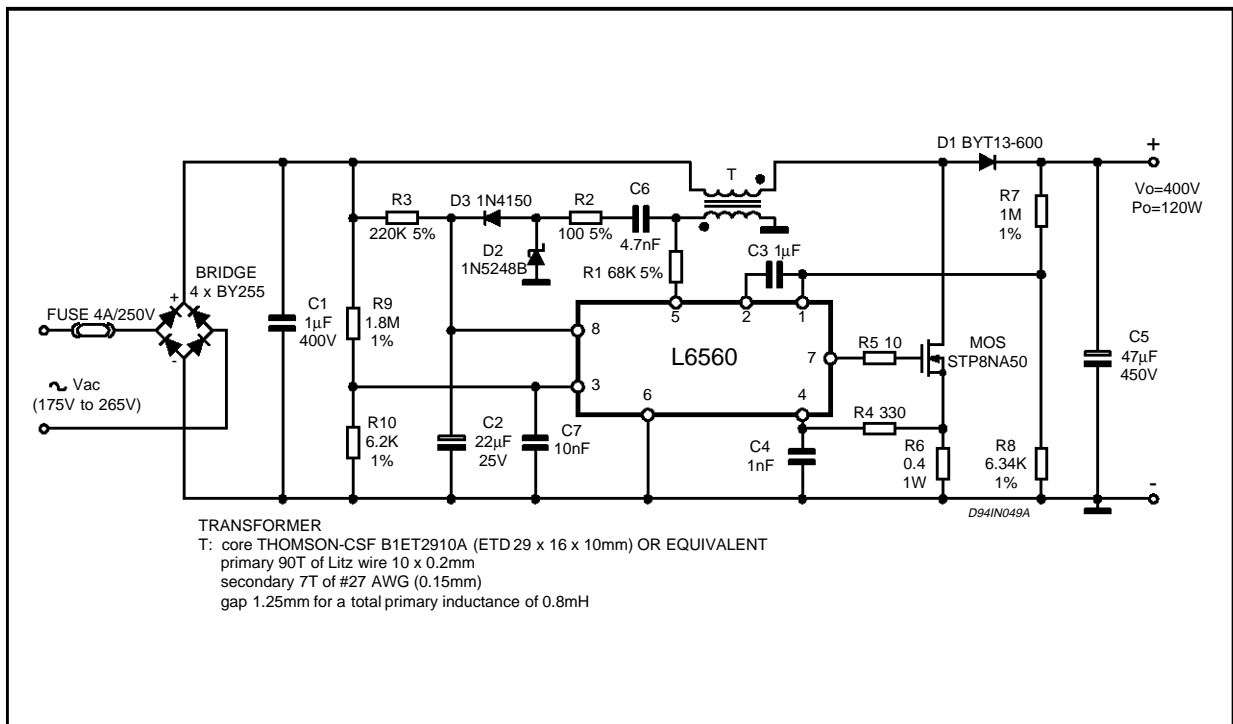 D1 BYT13-600
+
T
Vo=400V
Po=120W
R3
220K 5%
D3 1N4150
R2
100 5%
C6
4.7nF
R7
1M
1%
D2
1N5248B
C3 1µF
R1 68K 5%
BRIDGE
4 x BY255
+
-
FUSE 4A/250V
C1
1µF
400V
R9
1.8M
1%
5
2
1
8
L6560
7
R5 10
MOS
STP8NA50
C5
47µF
450V
Vac
(175V to 265V)
3
6
4
R10
6.2K
1%
C2
22µF
25V
C7
10nF
C4
1nF
R4 330
R6
0.4
1W
R8
6.34K
1%
-
D94IN049A
TRANSFORMER
T: core THOMSON-CSF B1ET2910A (ETD 29 x 16 x 10mm) OR EQUIVALENT
primary 90T of Litz wire 10 x 0.2mm
secondary 7T of #27 AWG (0.15mm)
gap 1.25mm for a total primary inductance of 0.8mH